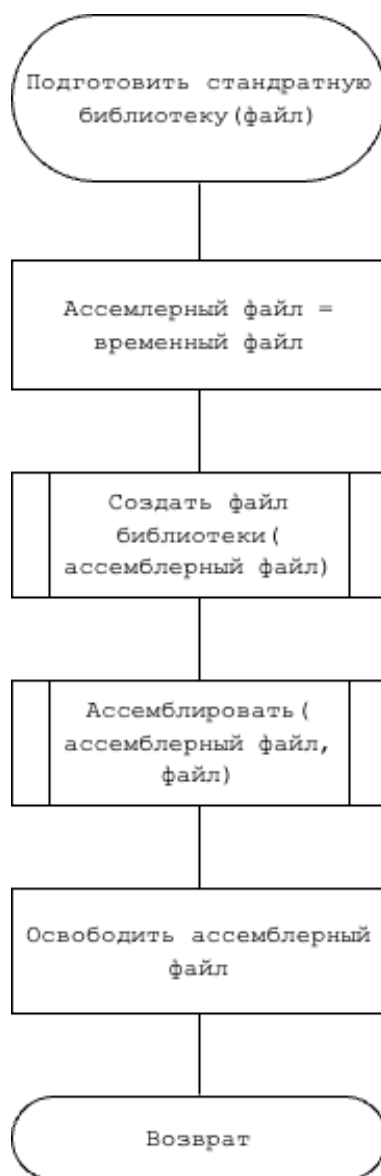 Подготовить стандратную
библиотеку(файл)
Ассемлерный файл =
временный файл
Создать файл
библиотеки(
ассемблерный файл)
Ассемблировать(
ассемблерный файл,
файл)
Освободить ассемблерный
файл
Возврат